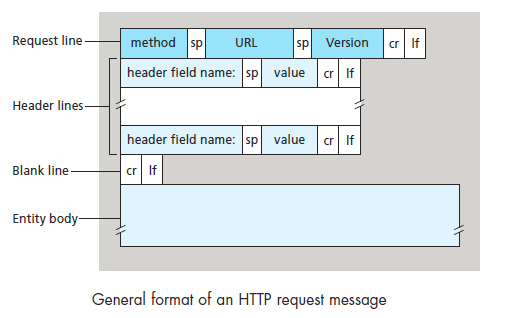 Request line method sp URL sp Version cr lf
header field name: sp value cr lf
Header lines
header field name: sp value cr lf
Blank line cr lf
Entity body
General format of an HTTP request message